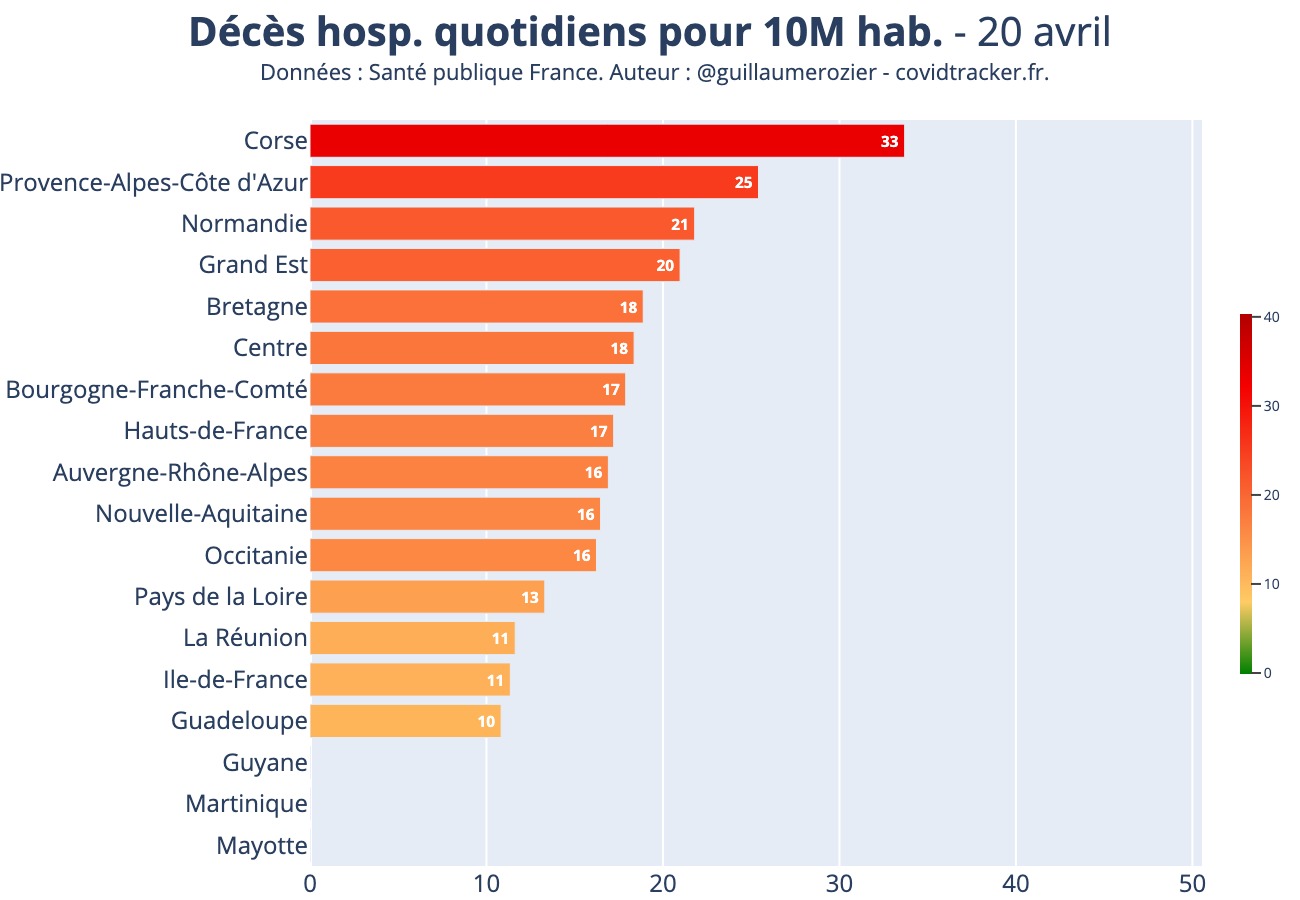 Décès hosp. quotidiens pour 10M hab. - 20 avril
Données : Santé publique France. Auteur : @guillaumerozier - covidtracker.fr.
Corse 33
Provence-Alpes-Côte d'Azur 25
Normandie 21
Grand Est 20
Bretagne 18
Centre 18
Bourgogne-Franche-Comté 17
Hauts-de-France 17
Auvergne-Rhône-Alpes 16
Nouvelle-Aquitaine 16
Occitanie 16
Pays de la Loire 13
La Réunion 11
Ile-de-France 11
Guadeloupe 10
Guyane
Martinique
Mayotte
0 10 20 30 40 50
40
30
20
10
0